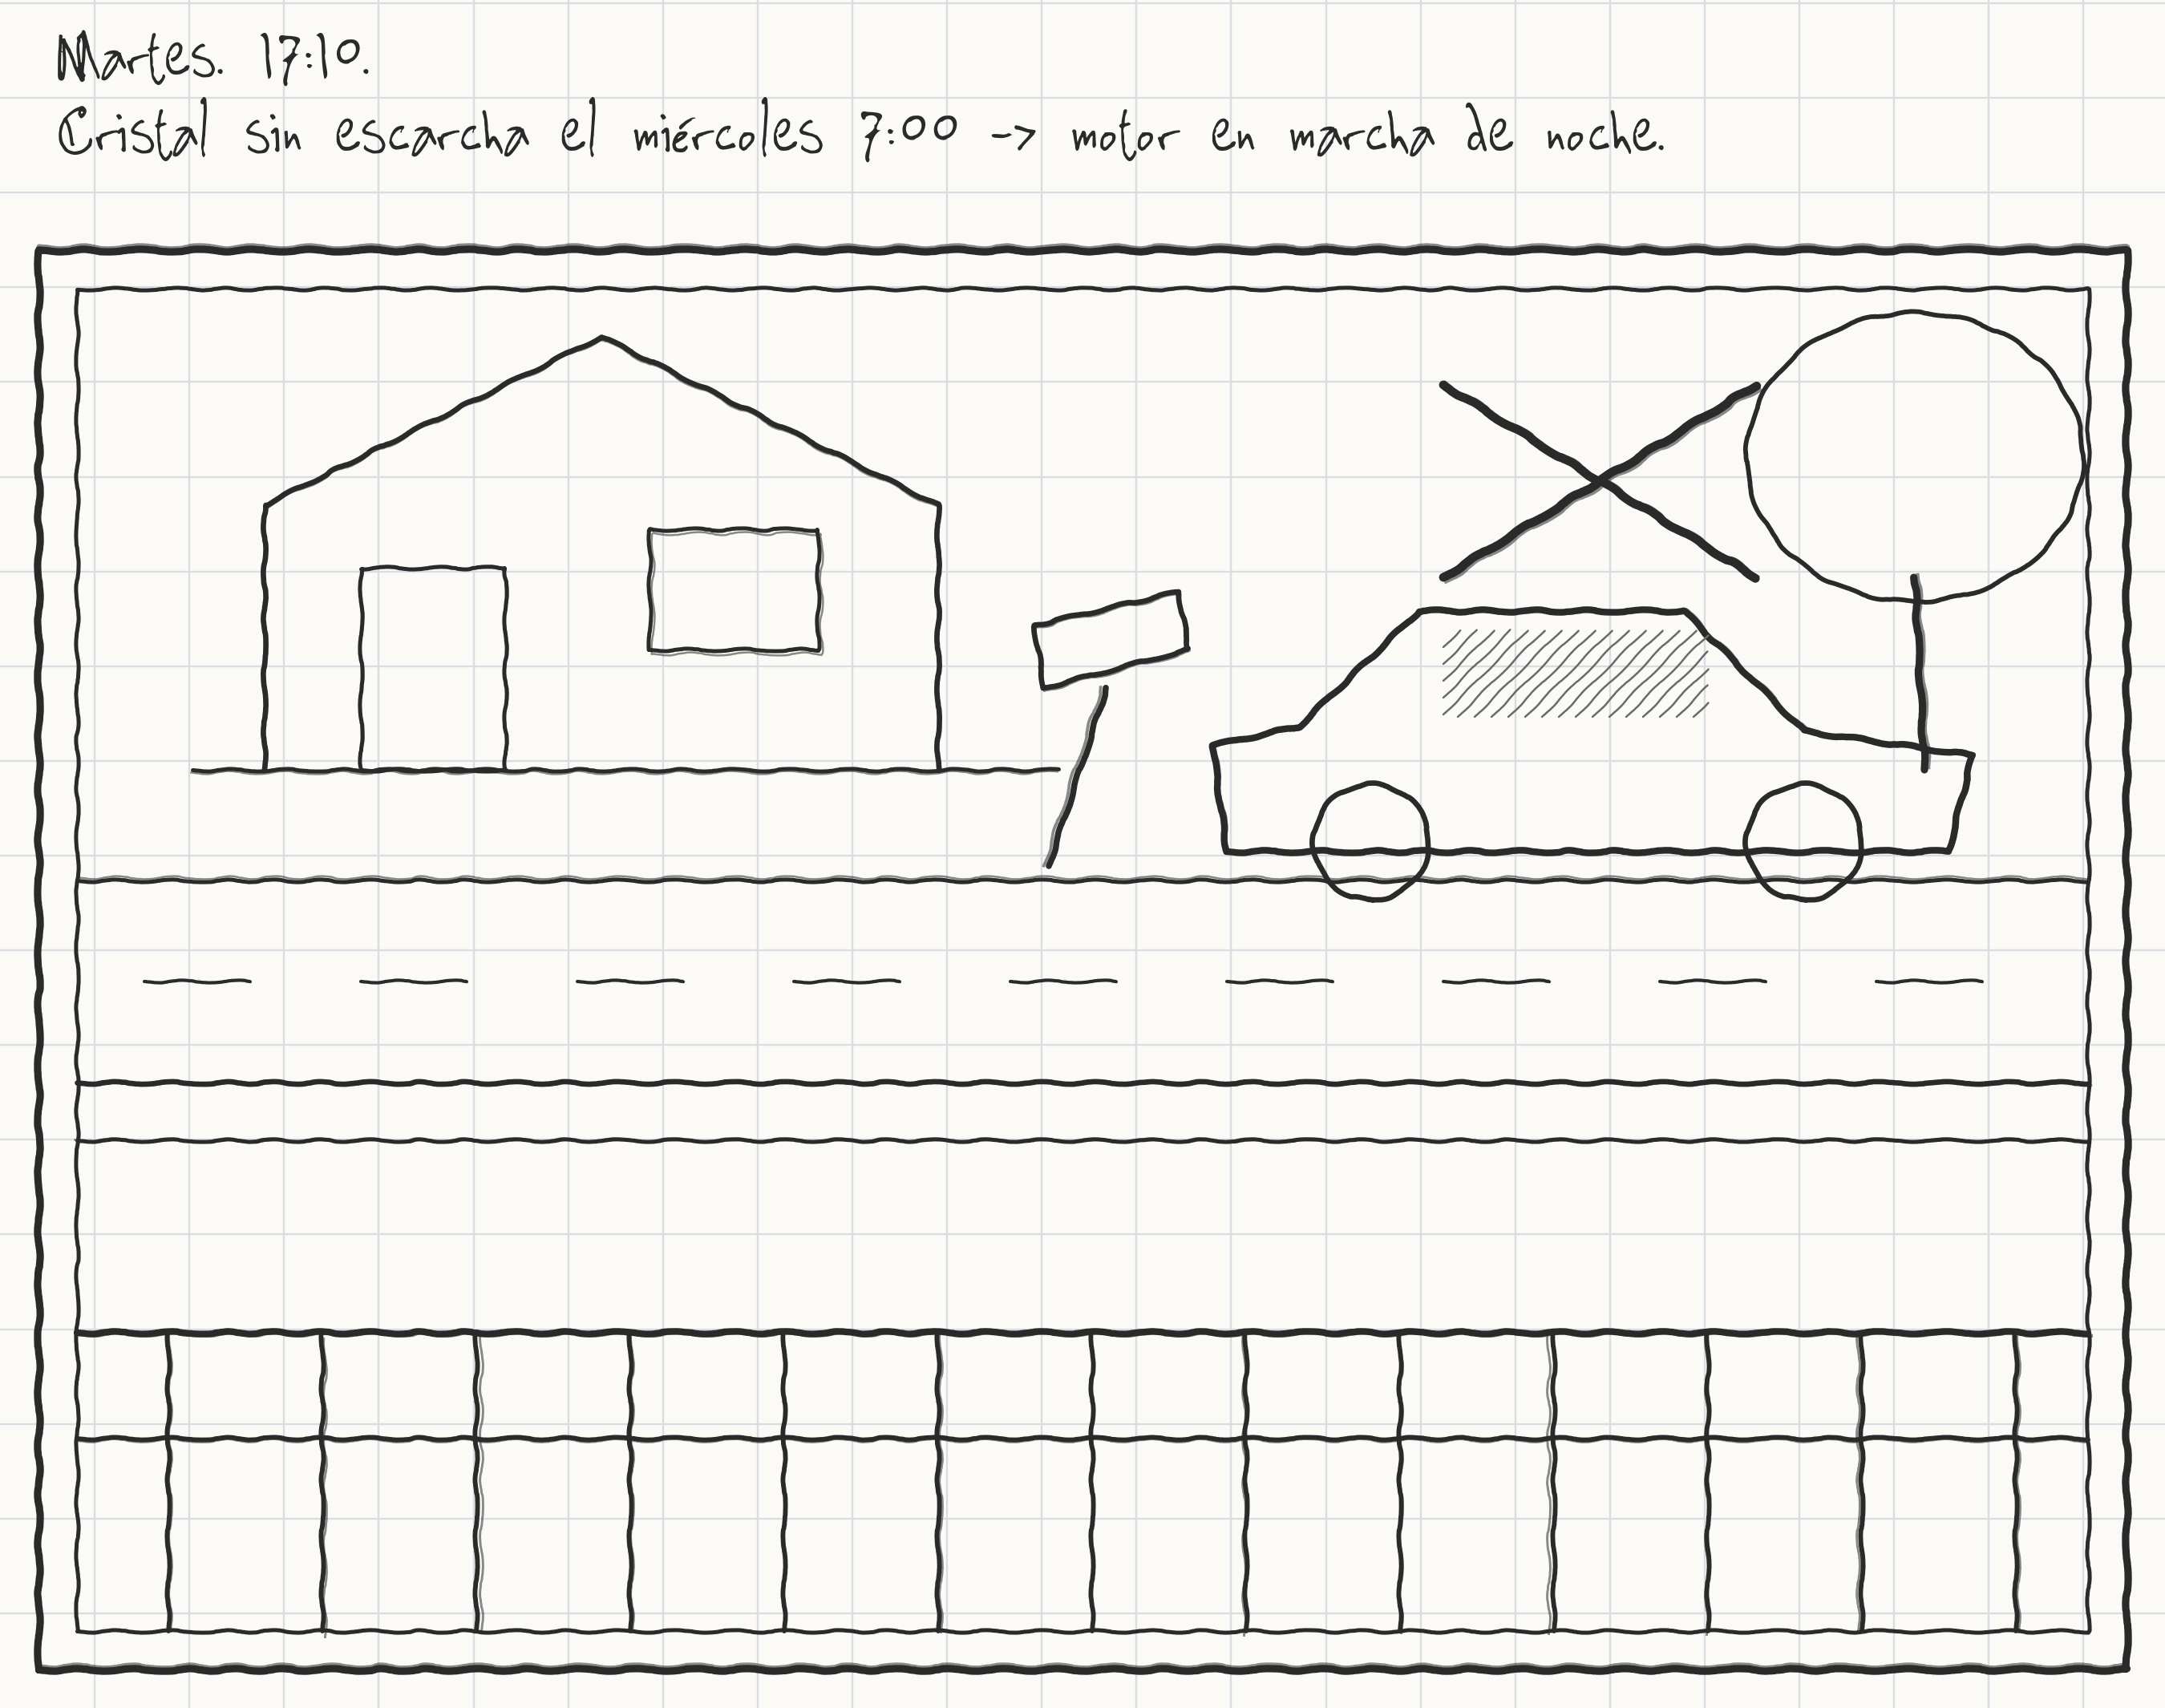 Martes. 17:10.
Cristal sin escarcha el miércoles 7:00 -> motor en marcha de noche.